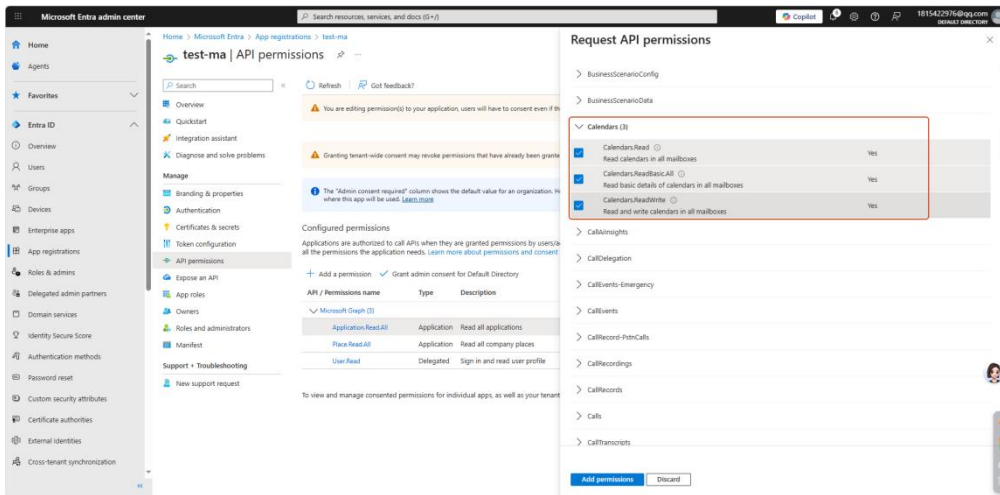 Microsoft Entra admin center
Search resources, services, and docs (G+/)
Copilot
1815422976@qq.com
DEFAULT DIRECTORY
Home
Agents
Favorites
Entra ID
Overview
Users
Groups
Devices
Enterprise apps
App registrations
Roles & admins
Delegated admin partners
Domain services
Identity Secure Score
Authentication methods
Password reset
Custom security attributes
Certificate authorities
External Identities
Cross-tenant synchronization
Home > Microsoft Entra > App registrations > test-ma
test-ma | API permissions
Search
Overview
Quickstart
Integration assistant
Diagnose and solve problems
Manage
Branding & properties
Authentication
Certificates & secrets
Token configuration
API permissions
Expose an API
App roles
Owners
Roles and administrators
Manifest
Support + Troubleshooting
New support request
Refresh
Got feedback?
You are editing permission(s) to your application, users will have to consent even if th
Granting tenant-wide consent may revoke permissions that have already been grante
The "Admin consent required" column shows the default value for an organization. H
where this app will be used. Learn more
Configured permissions
Applications are authorized to call APIs when they are granted permissions by users/a
all the permissions the application needs. Learn more about permissions and consent
Add a permission
Grant admin consent for Default Directory
API / Permissions name Type Description
Microsoft Graph (3)
Application.Read.All Application Read all applications
Place.Read.All Application Read all company places
User.Read Delegated Sign in and read user profile
To view and manage consented permissions for individual apps, as well as your tenant
Request API permissions
BusinessScenarioConfig
BusinessScenarioData
Calendars (3)
Calendars.Read
Read calendars in all mailboxes
Yes
Calendars.ReadBasic.All
Read basic details of calendars in all mailboxes
Yes
Calendars.ReadWrite
Read and write calendars in all mailboxes
Yes
CallAiInsights
CallDelegation
CallEvents-Emergency
CallEvents
CallRecord-PstnCalls
CallRecordings
CallRecords
Calls
CallTranscripts
Add permissions
Discard